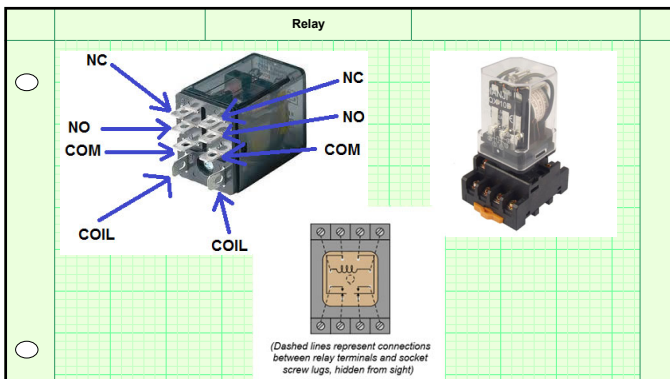 Relay
NC
NC
NO
NO
COM
COM
COIL
COIL
(Dashed lines represent connections
between relay terminals and socket
screw lugs, hidden from sight)